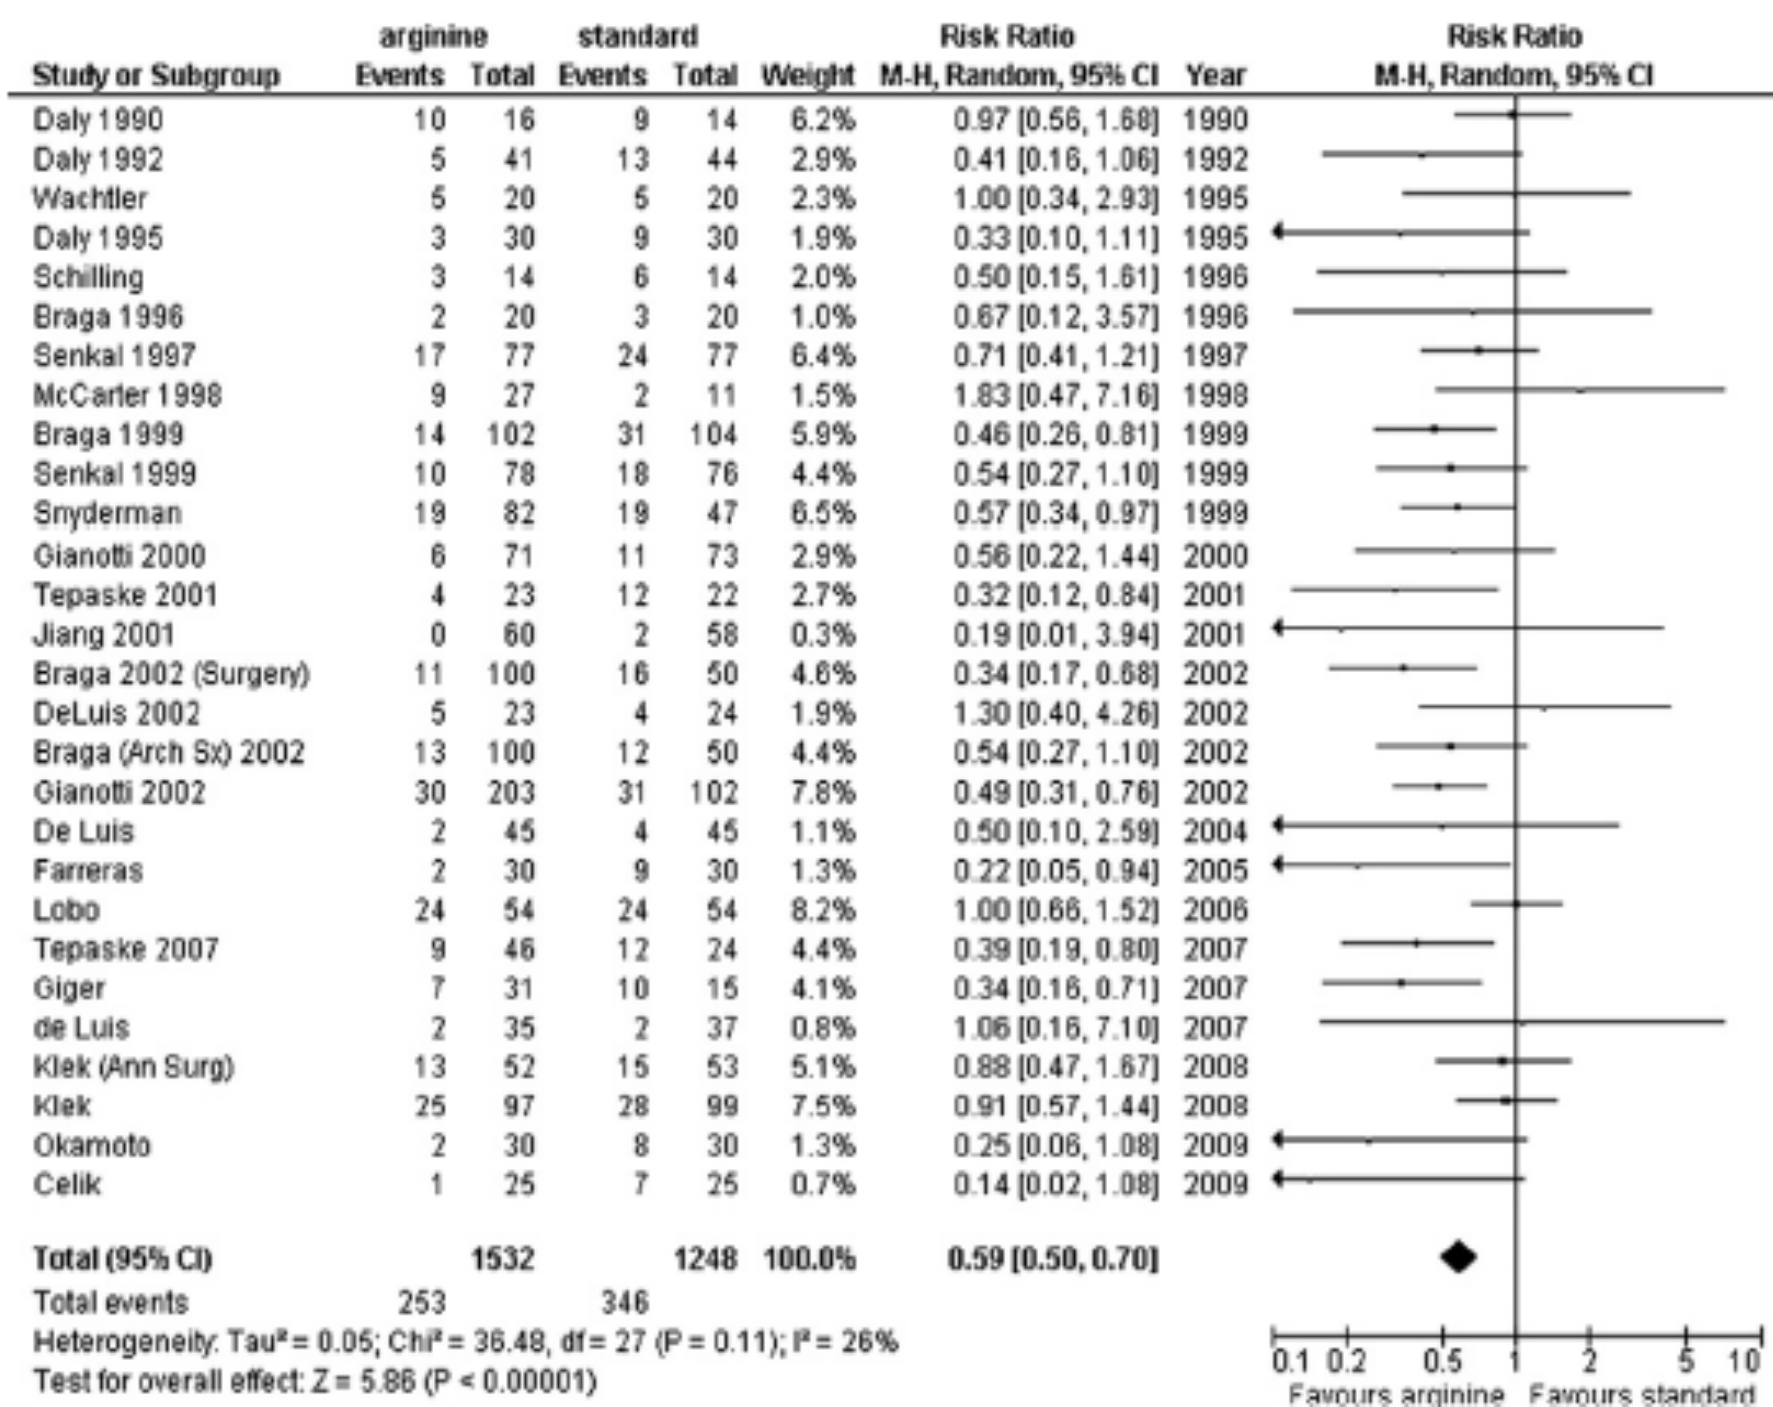 arginine standard Risk Ratio Risk Ratio
Study or Subgroup Events Total Events Total Weight M-H, Random, 95% CI Year M-H, Random, 95% CI
Daly 1990 10 16 9 14 6.2% 0.97 [0.56, 1.68] 1990
Daly 1992 5 41 13 44 2.9% 0.41 [0.16, 1.06] 1992
Wachtler 5 20 5 20 2.3% 1.00 [0.34, 2.93] 1995
Daly 1995 3 30 9 30 1.9% 0.33 [0.10, 1.11] 1995
Schilling 3 14 6 14 2.0% 0.50 [0.15, 1.61] 1996
Braga 1996 2 20 3 20 1.0% 0.67 [0.12, 3.57] 1996
Senkal 1997 17 77 24 77 6.4% 0.71 [0.41, 1.21] 1997
McCarter 1998 9 27 2 11 1.5% 1.83 [0.47, 7.16] 1998
Braga 1999 14 102 31 104 5.9% 0.46 [0.26, 0.81] 1999
Senkal 1999 10 78 18 76 4.4% 0.54 [0.27, 1.10] 1999
Snyderman 19 82 19 47 6.5% 0.57 [0.34, 0.97] 1999
Gianotti 2000 6 71 11 73 2.9% 0.56 [0.22, 1.44] 2000
Tepaske 2001 4 23 12 22 2.7% 0.32 [0.12, 0.84] 2001
Jiang 2001 0 60 2 58 0.3% 0.19 [0.01, 3.94] 2001
Braga 2002 (Surgery) 11 100 16 50 4.6% 0.34 [0.17, 0.68] 2002
DeLuis 2002 5 23 4 24 1.9% 1.30 [0.40, 4.26] 2002
Braga (Arch Sx) 2002 13 100 12 50 4.4% 0.54 [0.27, 1.10] 2002
Gianotti 2002 30 203 31 102 7.8% 0.49 [0.31, 0.76] 2002
De Luis 2 45 4 45 1.1% 0.50 [0.10, 2.59] 2004
Farreras 2 30 9 30 1.3% 0.22 [0.05, 0.94] 2005
Lobo 24 54 24 54 8.2% 1.00 [0.66, 1.52] 2006
Tepaske 2007 9 46 12 24 4.4% 0.39 [0.19, 0.80] 2007
Giger 7 31 10 15 4.1% 0.34 [0.16, 0.71] 2007
de Luis 2 35 2 37 0.8% 1.06 [0.16, 7.10] 2007
Klek (Ann Surg) 13 52 15 53 5.1% 0.88 [0.47, 1.67] 2008
Klek 25 97 28 99 7.5% 0.91 [0.57, 1.44] 2008
Okamoto 2 30 8 30 1.3% 0.25 [0.06, 1.08] 2009
Celik 1 25 7 25 0.7% 0.14 [0.02, 1.08] 2009
Total (95% CI) 1532 1248 100.0% 0.59 [0.50, 0.70]
Total events 253 346
Heterogeneity: Tau² = 0.05; Chi² = 36.48, df = 27 (P = 0.11); I² = 26%
Test for overall effect: Z = 5.86 (P < 0.00001)
0.1 0.2 0.5 1 2 5 10
Favours arginine Favours standard